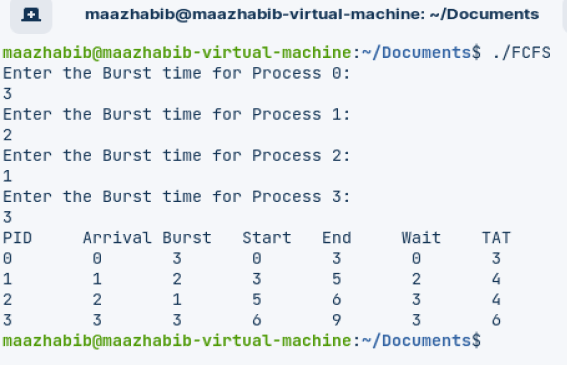 maazhabib@maazhabib-virtual-machine: ~/Documents
maazhabib@maazhabib-virtual-machine:~/Documents$ ./FCFS
Enter the Burst time for Process 0:
3
Enter the Burst time for Process 1:
2
Enter the Burst time for Process 2:
1
Enter the Burst time for Process 3:
3
PID Arrival Burst Start End Wait TAT
0 0 3 0 3 0 3
1 1 2 3 5 2 4
2 2 1 5 6 3 4
3 3 3 6 9 3 6
maazhabib@maazhabib-virtual-machine:~/Documents$